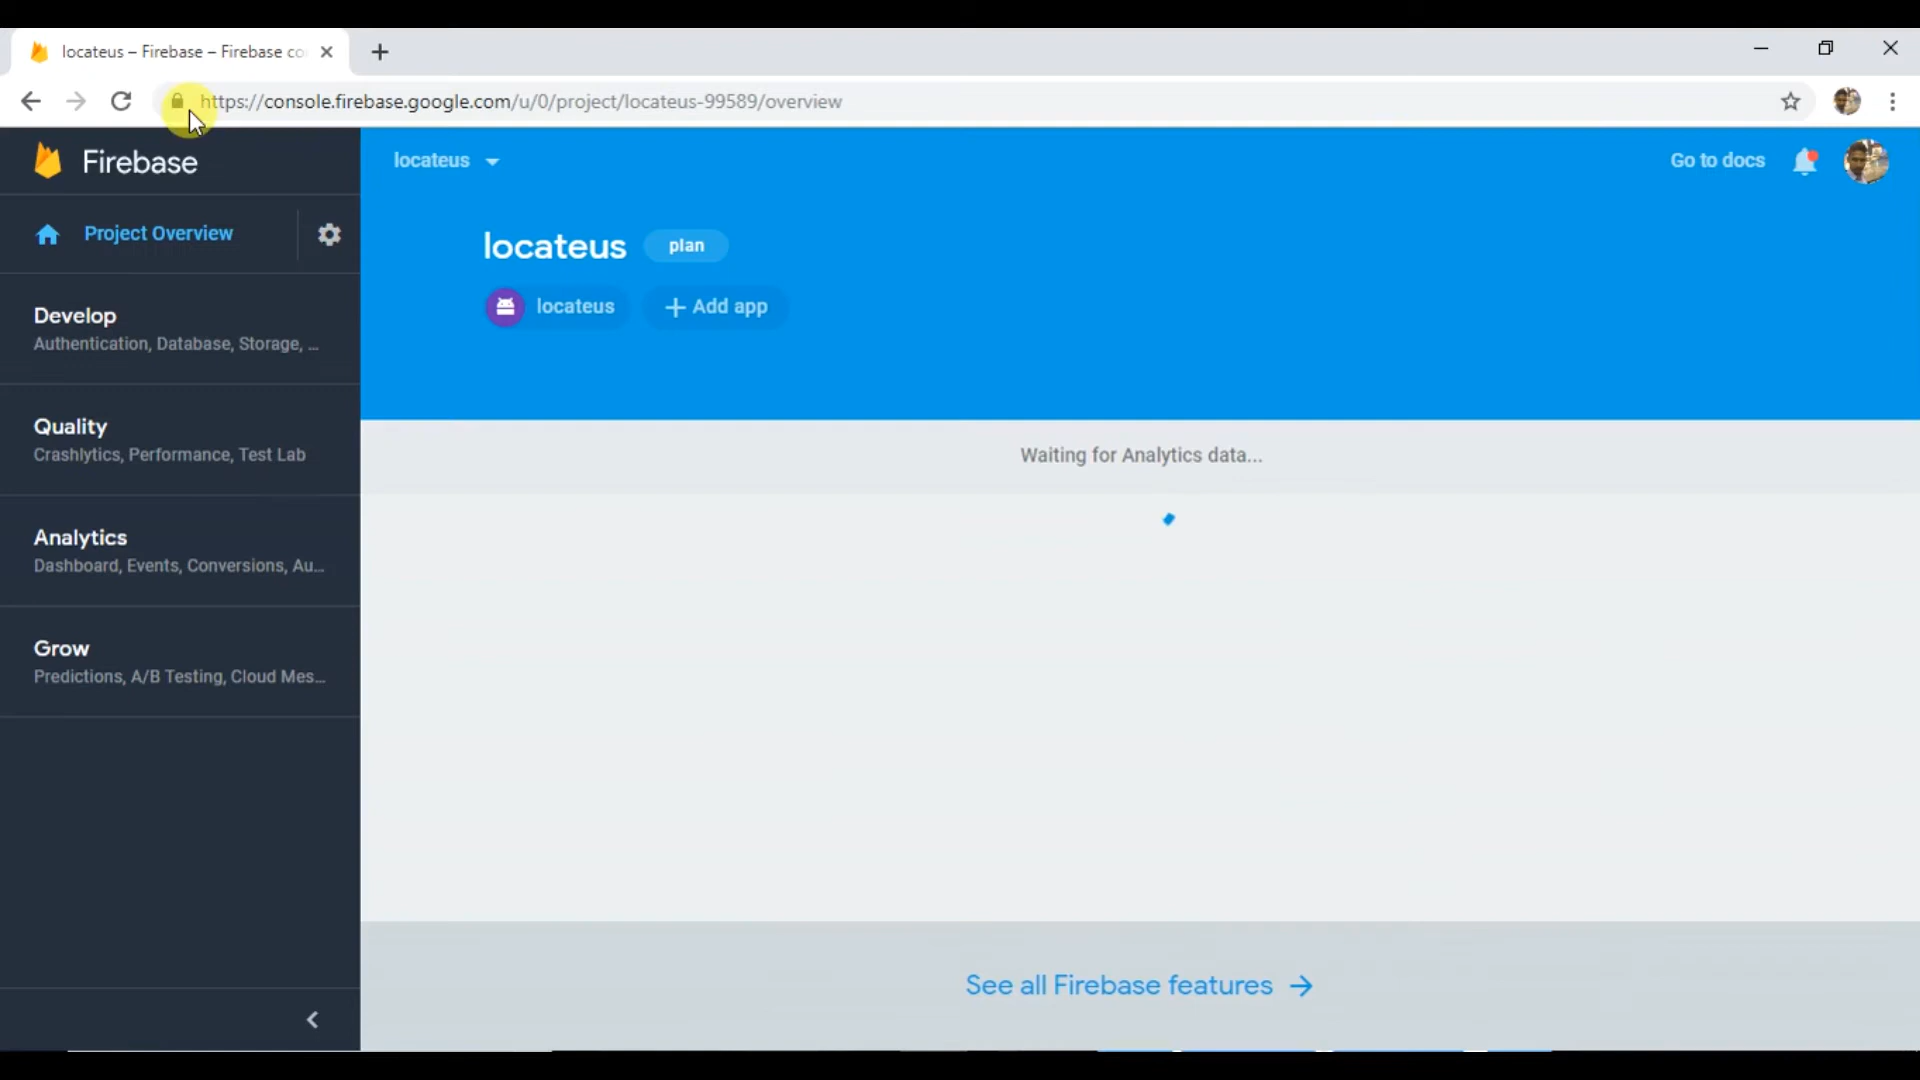 locateus – Firebase – Firebase co
https://console.firebase.google.com/u/0/project/locateus-99589/overview
Firebase
locateus
Go to docs
Project Overview
locateus
plan
locateus
Add app
Develop
Authentication, Database, Storage, ...
Quality
Crashlytics, Performance, Test Lab
Waiting for Analytics data...
Analytics
Dashboard, Events, Conversions, Au...
Grow
Predictions, A/B Testing, Cloud Mes...
See all Firebase features